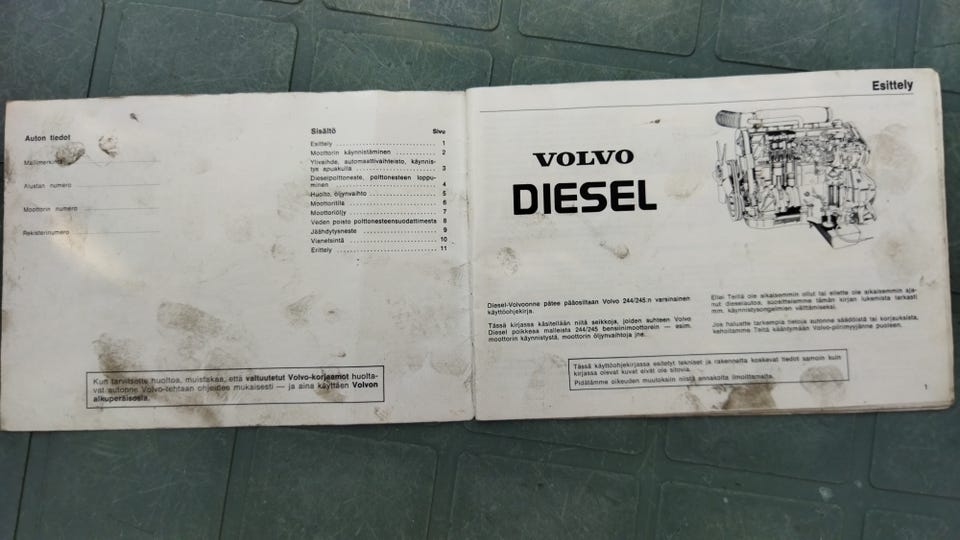 Auton tiedot
Mallimerkintä
Alustan numero
Moottorin numero
Rekisterinumero
Sisältö Sivu
Esittely 1
Moottorin käynnistäminen 2
Ylivaihde, automaattivaihteisto, käynnis-
tys apukaulla 3
Dieselpolttoneste, polttonesteen loppu-
minen 4
Huolto, öljynvaihto 5
Moottoritila 6
Moottoriöljy 7
Veden poisto polttonesteensuodattimesta 8
Jäähdytysneste 9
Vianetsintä 10
Erittely 11
Kun tarvitsette huoltoa, muistakaa, että valtuutetut Volvo-korjaamot huolta-
vat autonne Volvo-tehtaan ohjeiden mukaisesti — ja aina käyttäen Volvon
alkuperäisosia.
Esittely
VOLVO
DIESEL
Diesel-Volvoonne pätee pääosiltaan Volvo 244/245:n varsinainen
käyttöohjekirja.
Tässä kirjassa käsitellään niitä seikkoja, joiden suhteen Volvo
Diesel poikkeaa malleista 244/245 bensiinimoottorein — esim.
moottorin käynnistystä, moottorin öljynvaihtoja jne.
Ellei Teillä ole aikaisemmin ollut tai ellette ole aikaisemmin aja-
nut dieselautoa, suosittelemme tämän kirjan lukemista tarkasti
mm. käynnistysongelmien välttämiseksi.
Jos haluatte tarkempia tietoja autonne säädöistä tai korjauksista,
kehoitamme Teitä kääntymään Volvo-piirimyyjänne puoleen.
Tässä käyttöohjekirjassa esitetyt tekniset ja rakennetta koskevat tiedot samoin kuin
kirjassa olevat kuvat eivät ole sitovia.
Pidätämme oikeuden muutoksiin niistä ennakolta ilmoittamatta.
1